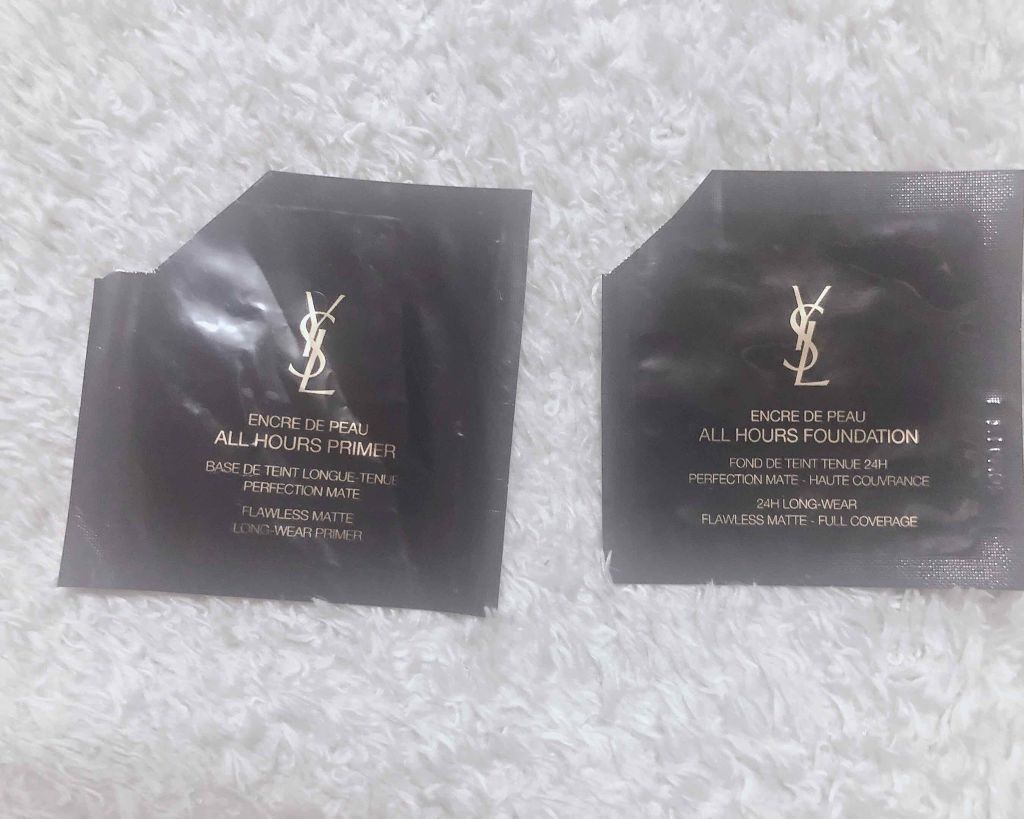 YSL
ENCRE DE PEAU
ALL HOURS PRIMER
BASE DE TEINT LONGUE-TENUE
PERFECTION MATE
FLAWLESS MATTE
LONG-WEAR PRIMER
YSL
ENCRE DE PEAU
ALL HOURS FOUNDATION
FOND DE TEINT TENUE 24H
PERFECTION MATE - HAUTE COUVRANCE
24H LONG-WEAR
FLAWLESS MATTE - FULL COVERAGE